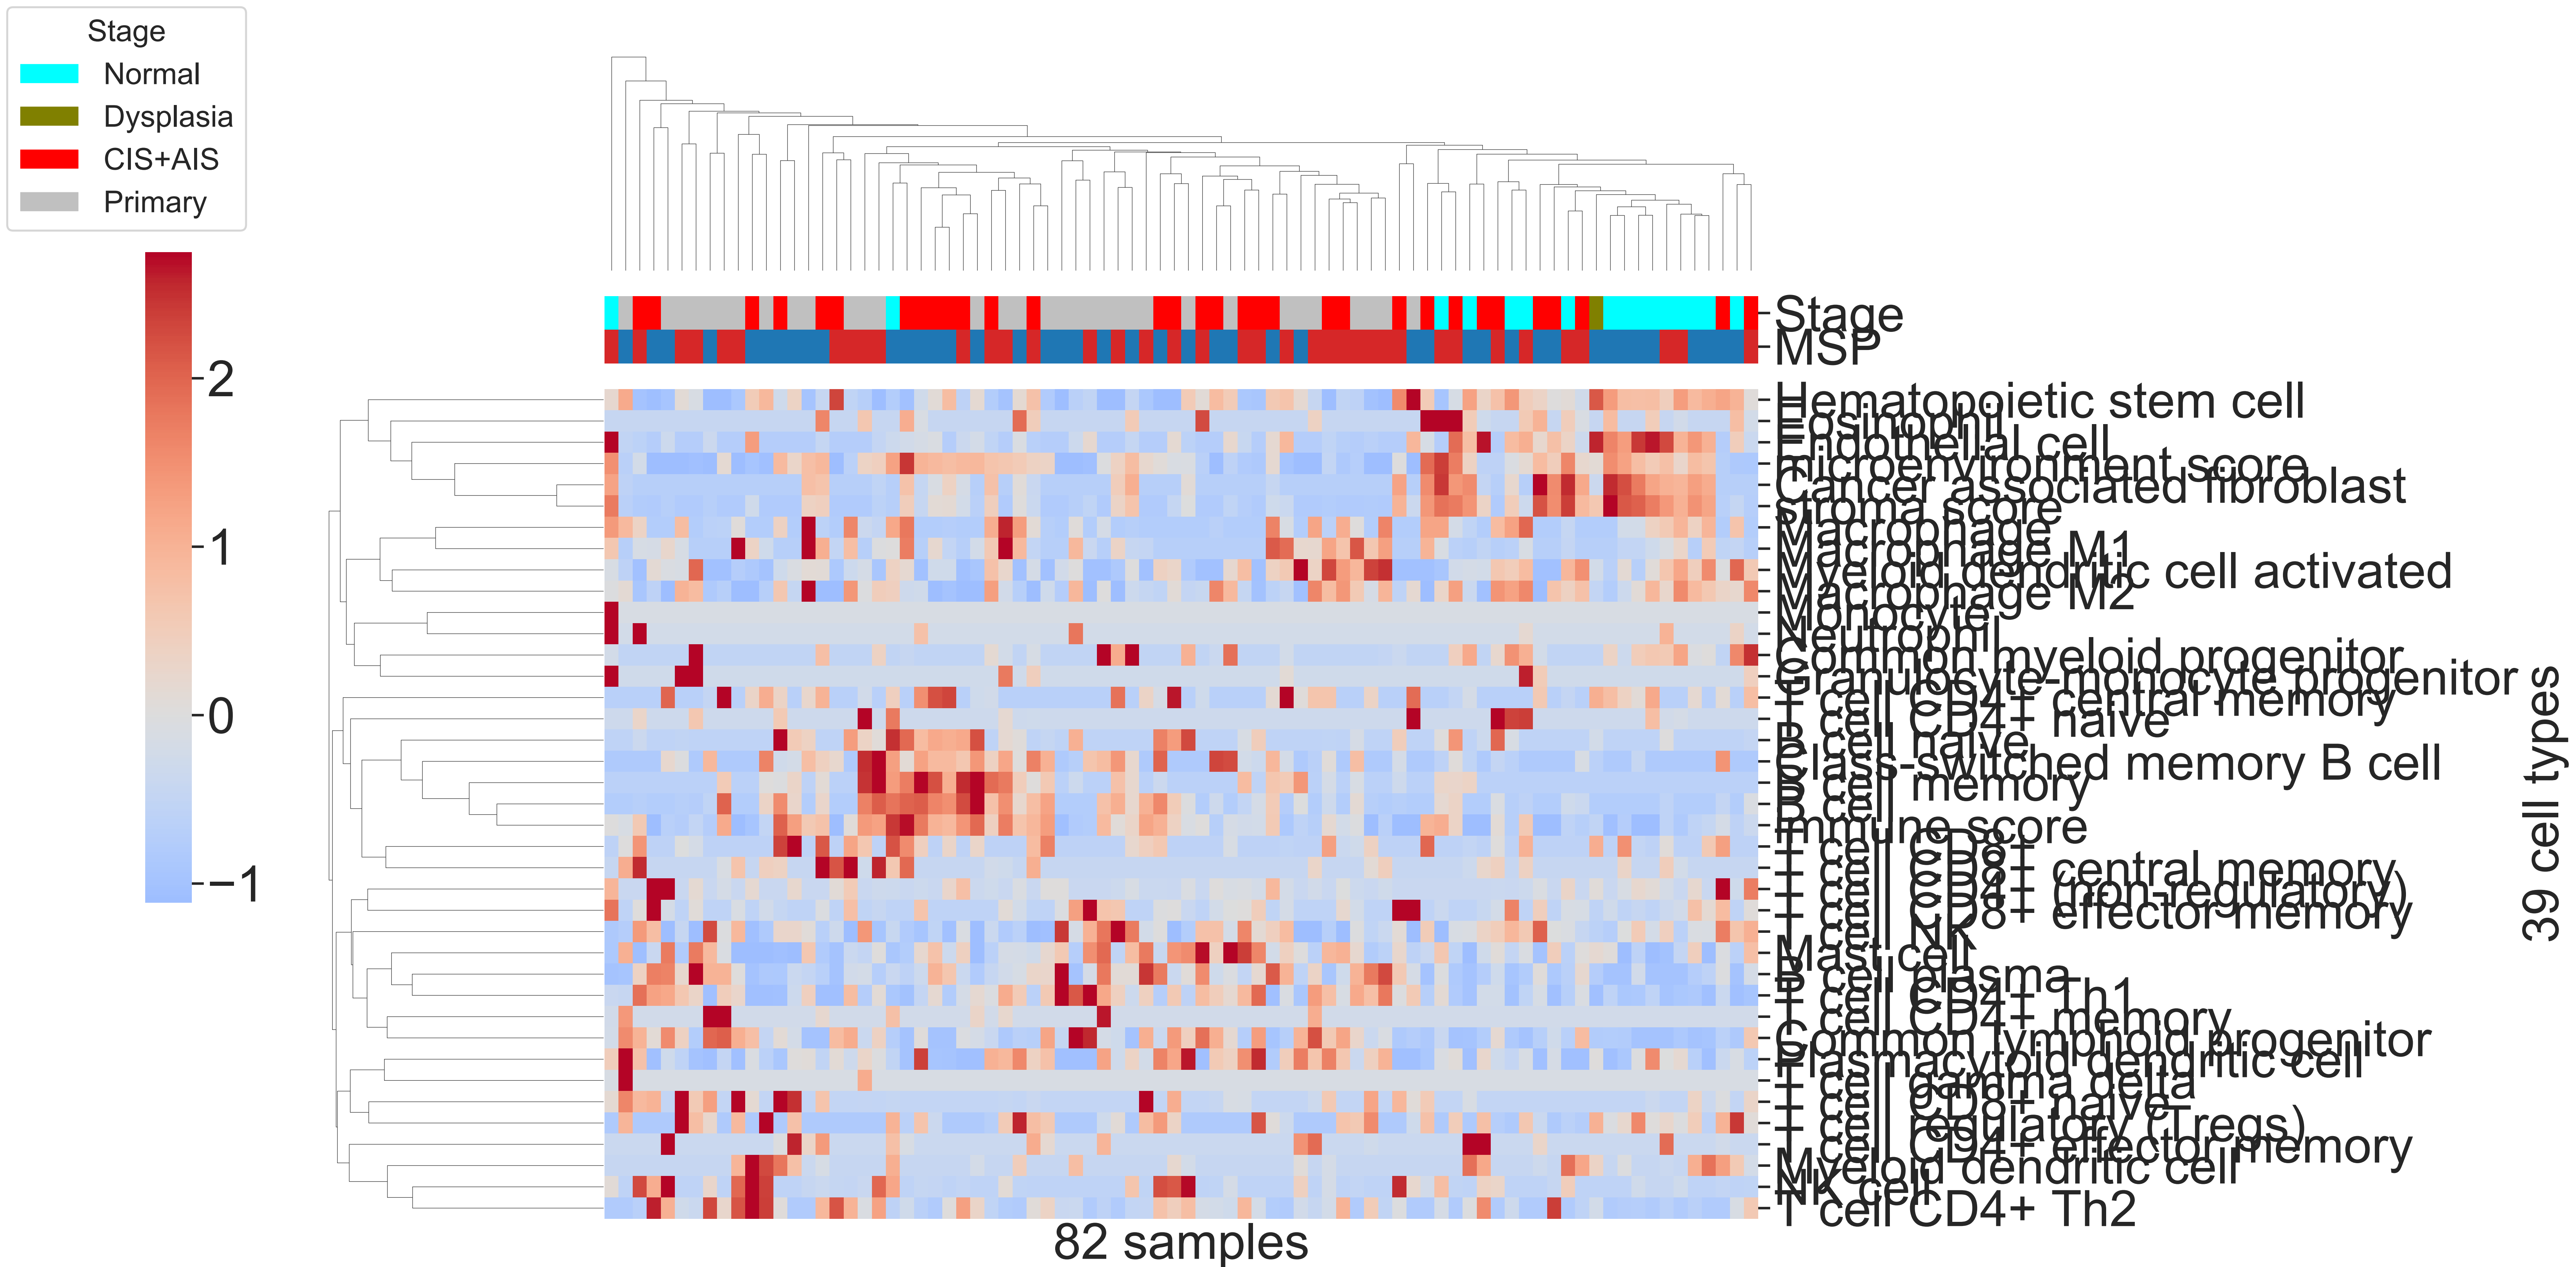 Stage
Normal
Dysplasia
CIS+AIS
Primary
2
1
0
−1
Stage
MSP
Hematopoietic stem cell
Eosinophil
Endothelial cell
microenvironment score
Cancer associated fibroblast
stroma score
Macrophage
Macrophage M1
Myeloid dendritic cell activated
Macrophage M2
Monocyte
Neutrophil
Common myeloid progenitor
Granulocyte-monocyte progenitor
T cell CD4+ central memory
T cell CD4+ naive
B cell naive
Class-switched memory B cell
B cell memory
B cell
immune score
T cell CD8+
T cell CD8+ central memory
T cell CD4+ (non-regulatory)
T cell CD8+ effector memory
T cell NK
Mast cell
B cell plasma
T cell CD4+ Th1
T cell CD4+ memory
Common lymphoid progenitor
Plasmacytoid dendritic cell
T cell gamma delta
T cell CD8+ naive
T cell regulatory (Tregs)
T cell CD4+ effector memory
Myeloid dendritic cell
NK cell
T cell CD4+ Th2
39 cell types
82 samples